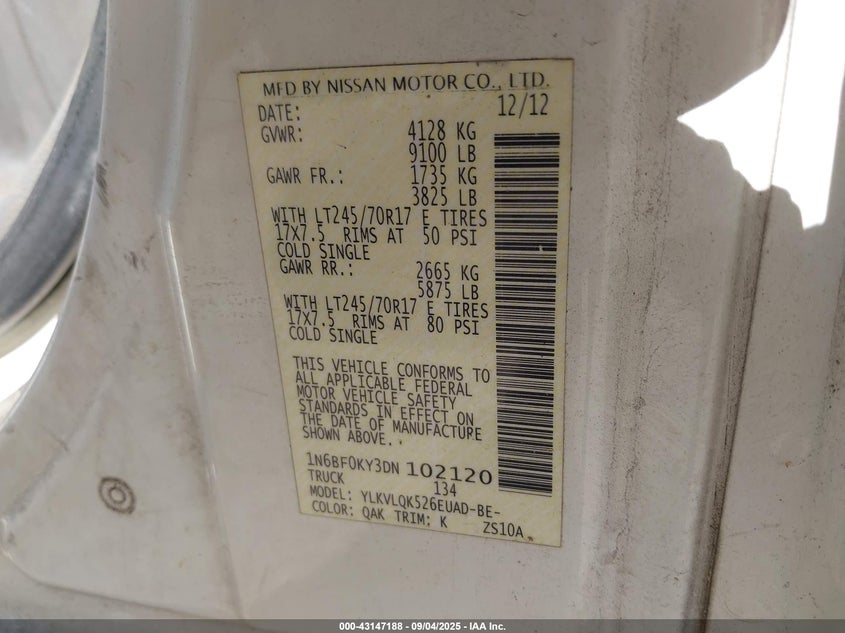 MFD BY NISSAN MOTOR CO., LTD.
DATE: 12/12
GVWR: 4128 KG
9100 LB
GAWR FR.: 1735 KG
3825 LB
WITH LT245/70R17 E TIRES
17X7.5 RIMS AT 50 PSI
COLD SINGLE
GAWR RR.: 2665 KG
5875 LB
WITH LT245/70R17 E TIRES
17X7.5 RIMS AT 80 PSI
COLD SINGLE
THIS VEHICLE CONFORMS TO
ALL APPLICABLE FEDERAL
MOTOR VEHICLE SAFETY
STANDARDS IN EFFECT ON
THE DATE OF MANUFACTURE
SHOWN ABOVE.
1N6BF0KY3DN 102120
TRUCK 134
MODEL: YLKVLQK526EUAD-BE-
COLOR: QAK TRIM: K ZS10A
000-43147188 - 09/04/2025 - IAA Inc.